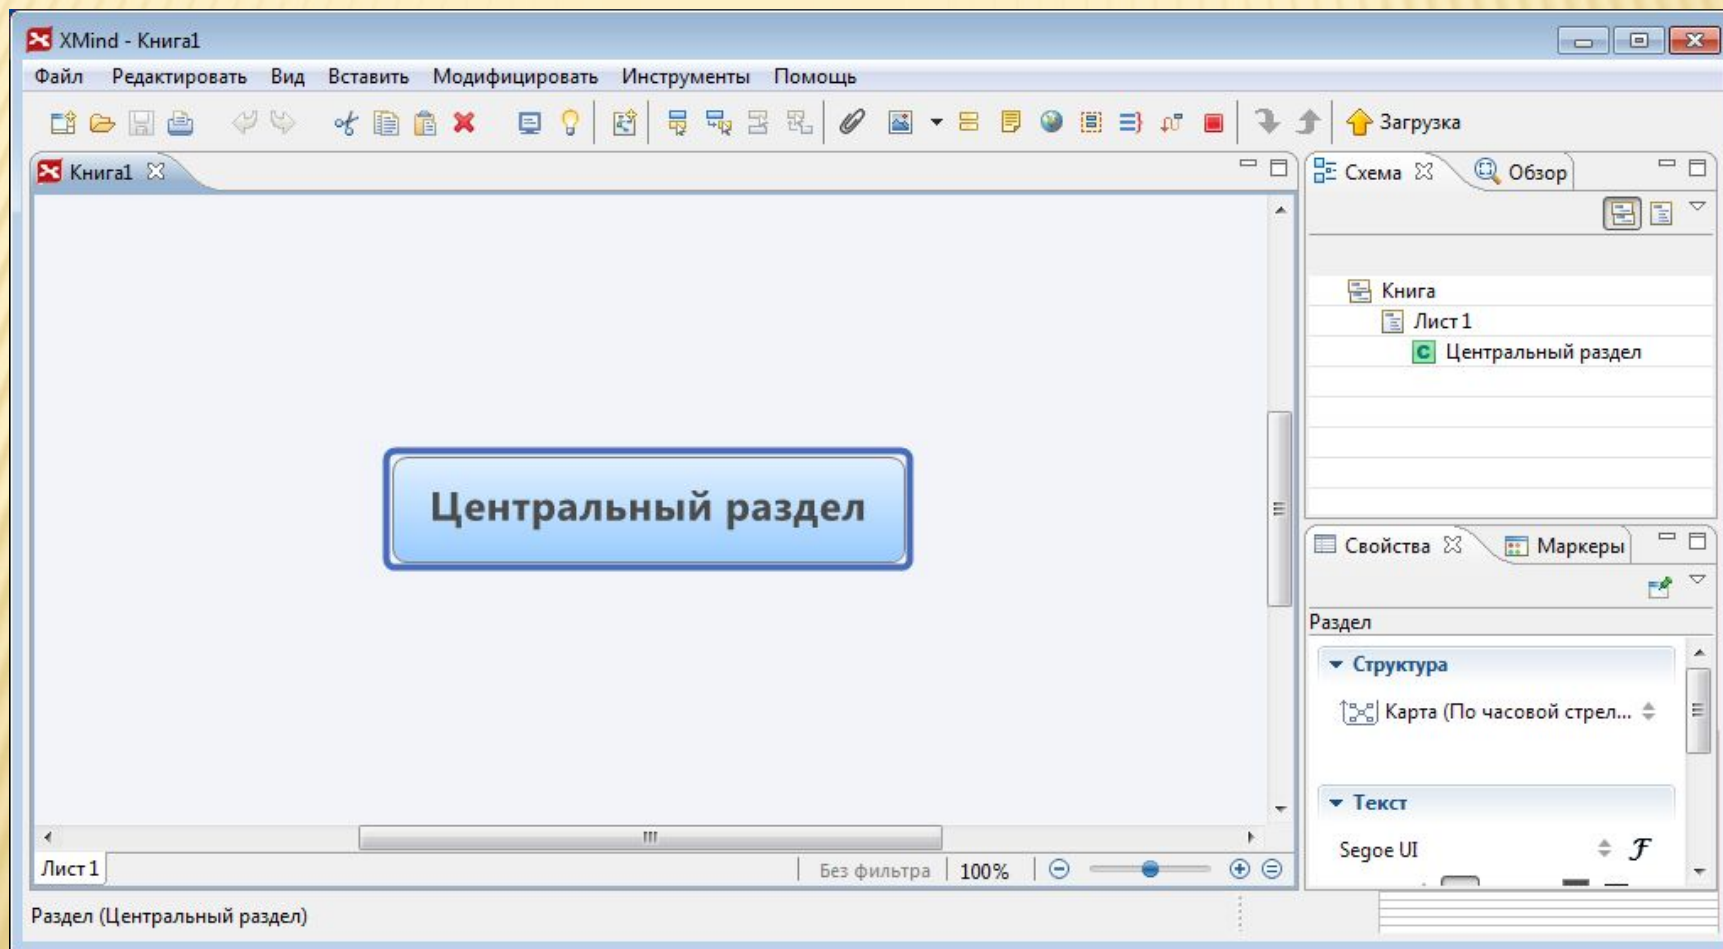 XMind - Книга1
Файл Редактировать Вид Вставить Модифицировать Инструменты Помощь
Загрузка
Книга1
Схема Обзор
Книга
Лист 1
C Центральный раздел
Центральный раздел
Свойства Маркеры
Раздел
Структура
Карта (По часовой стрел...
Текст
Segoe UI
Лист 1
Без фильтра 100%
Раздел (Центральный раздел)